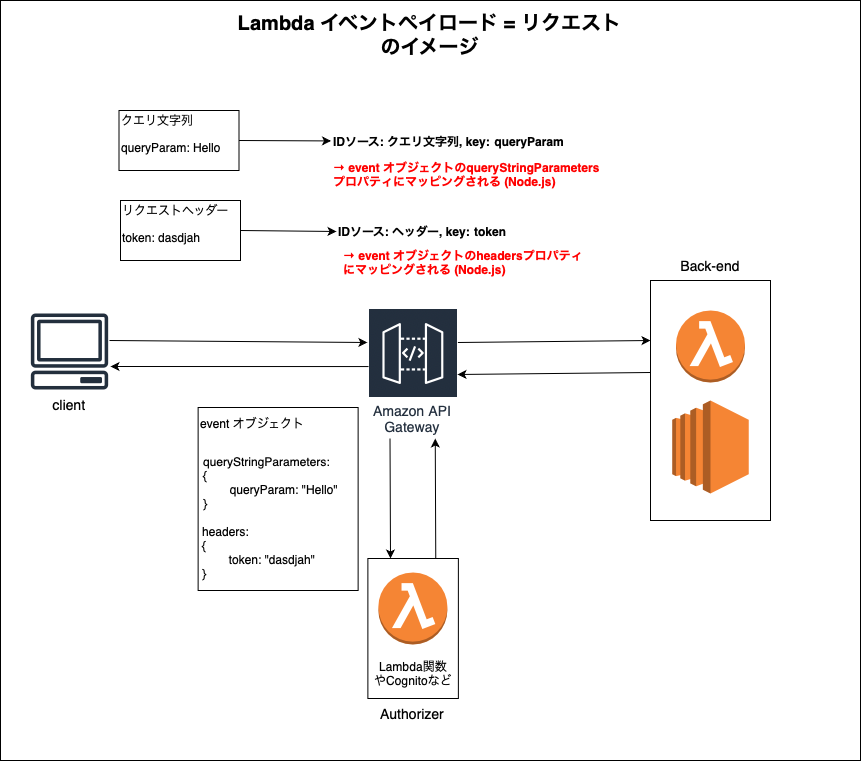 Lambda イベントペイロード = リクエスト
のイメージ
クエリ文字列
queryParam: Hello
IDソース: クエリ文字列, key: queryParam
→ event オブジェクトのqueryStringParameters
プロパティにマッピングされる (Node.js)
リクエストヘッダー
token: dasdjah
IDソース: ヘッダー, key: token
→ event オブジェクトのheadersプロパティ
にマッピングされる (Node.js)
Back-end
client
</>
Amazon API
Gateway
event オブジェクト
queryStringParameters:
{
queryParam: "Hello"
}
headers:
{
token: "dasdjah"
}
Lambda関数
やCognitoなど
Authorizer